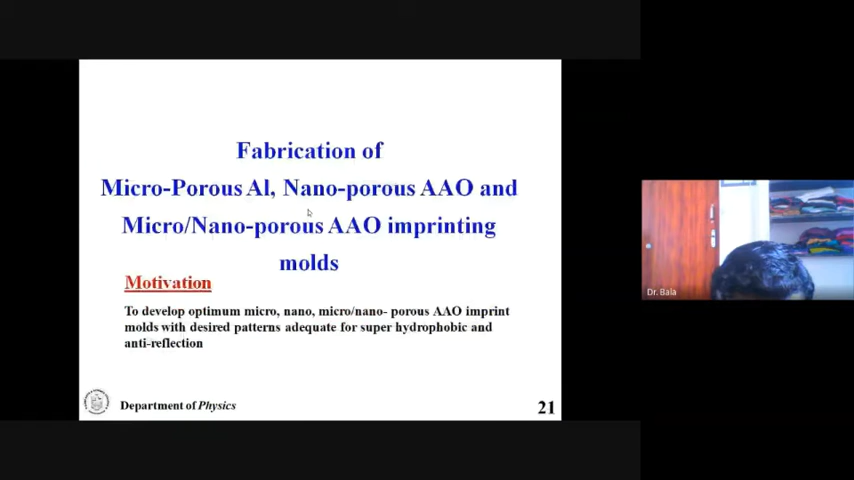 Fabrication of
Micro-Porous Al, Nano-porous AAO and
Micro/Nano-porous AAO imprinting
molds
Motivation
To develop optimum micro, nano, micro/nano- porous AAO imprint
molds with desired patterns adequate for super hydrophobic and
anti-reflection
Department of Physics
21
Dr. Bala